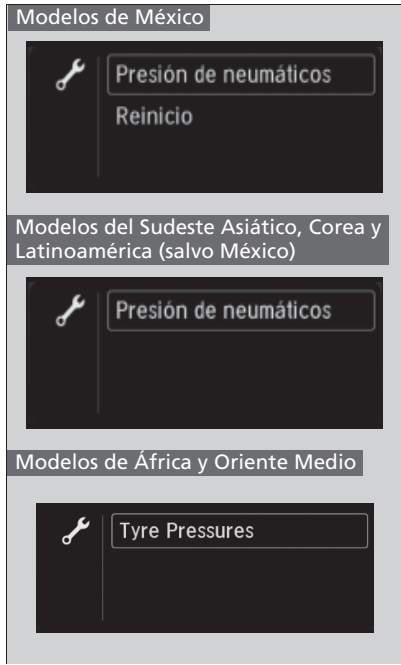 Modelos de México
Presión de neumáticos
Reinicio
Modelos del Sudeste Asiático, Corea y
Latinoamérica (salvo México)
Presión de neumáticos
Modelos de África y Oriente Medio
Tyre Pressures